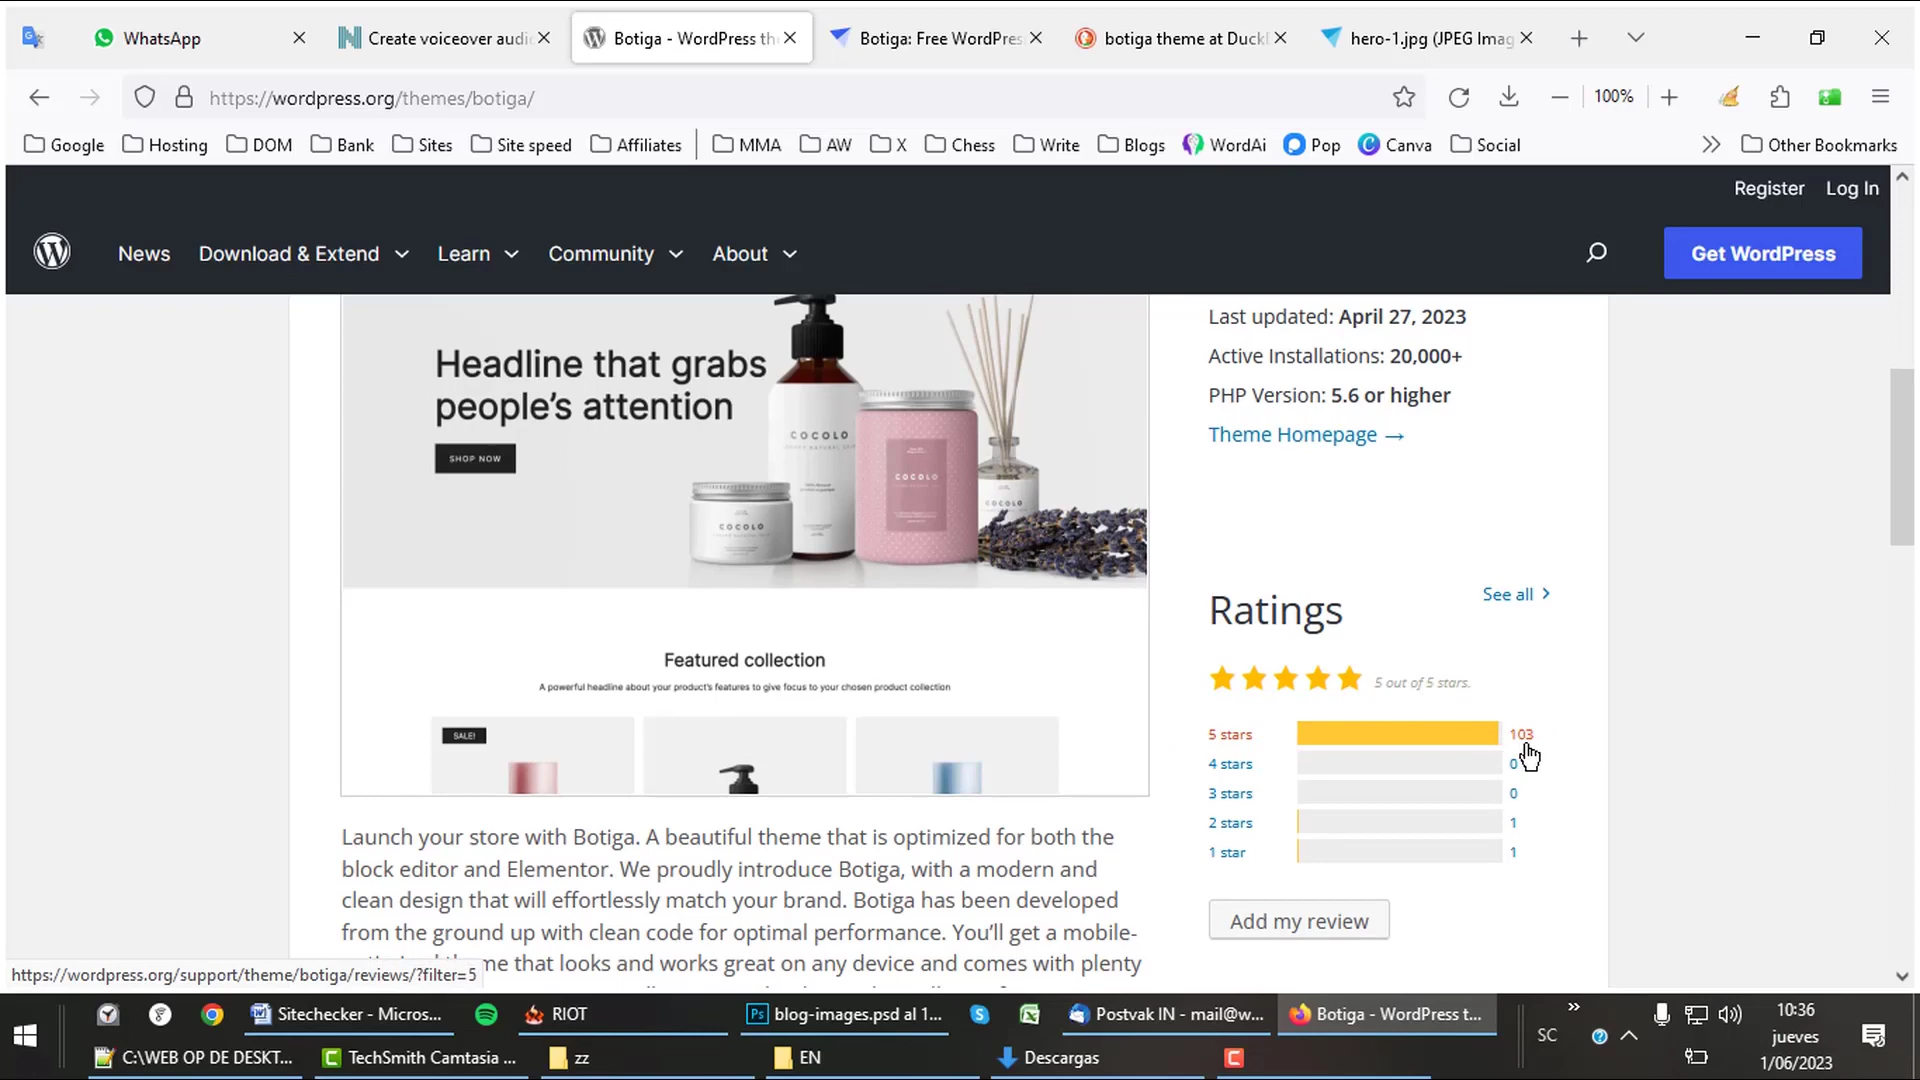 WhatsApp
Create voiceover audi
Botiga - WordPress th
Botiga: Free WordPres
botiga theme at Duckl
hero-1.jpg (JPEG Imag
https://wordpress.org/themes/botiga/
100%
Google
Hosting
DOM
Bank
Sites
Site speed
Affiliates
MMA
AW
X
Chess
Write
Blogs
WordAi
Pop
Canva
Social
Other Bookmarks
Register
Log In
News
Download & Extend
Learn
Community
About
Get WordPress
Headline that grabs
people's attention
SHOP NOW
COCOLO
COCOLO
COCOLO
COCOLO
Last updated: April 27, 2023
Active Installations: 20,000+
PHP Version: 5.6 or higher
Theme Homepage →
Ratings
See all
5 out of 5 stars.
5 stars 103
4 stars 0
3 stars 0
2 stars 1
1 star 1
Add my review
Featured collection
A powerful headline about your product's features to give focus to your chosen product collection
SALE!
Launch your store with Botiga. A beautiful theme that is optimized for both the
block editor and Elementor. We proudly introduce Botiga, with a modern and
clean design that will effortlessly match your brand. Botiga has been developed
from the ground up with clean code for optimal performance. You'll get a mobile-
me that looks and works great on any device and comes with plenty
https://wordpress.org/support/theme/botiga/reviews/?filter=5
Sitechecker - Micros...
RIOT
blog-images.psd al 1...
Postvak IN - mail@w...
Botiga - WordPress t...
SC
10:36
jueves
1/06/2023
C:\WEB OP DE DESKT...
TechSmith Camtasia ...
zz
EN
Descargas